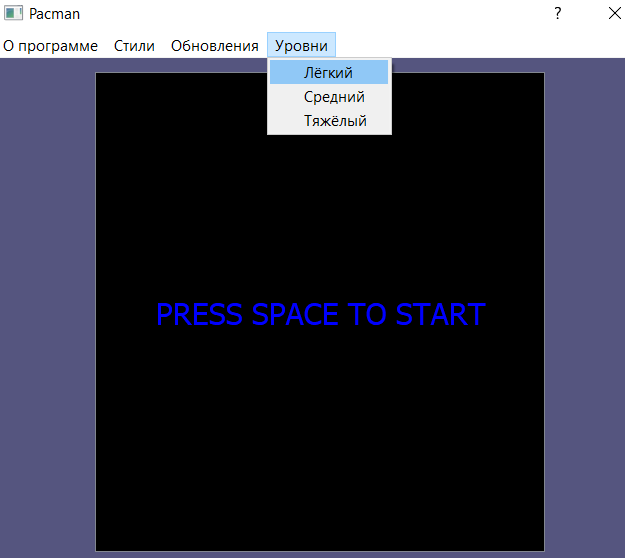 Pacman
О программе Стили Обновления Уровни
Лёгкий
Средний
Тяжёлый
PRESS SPACE TO START